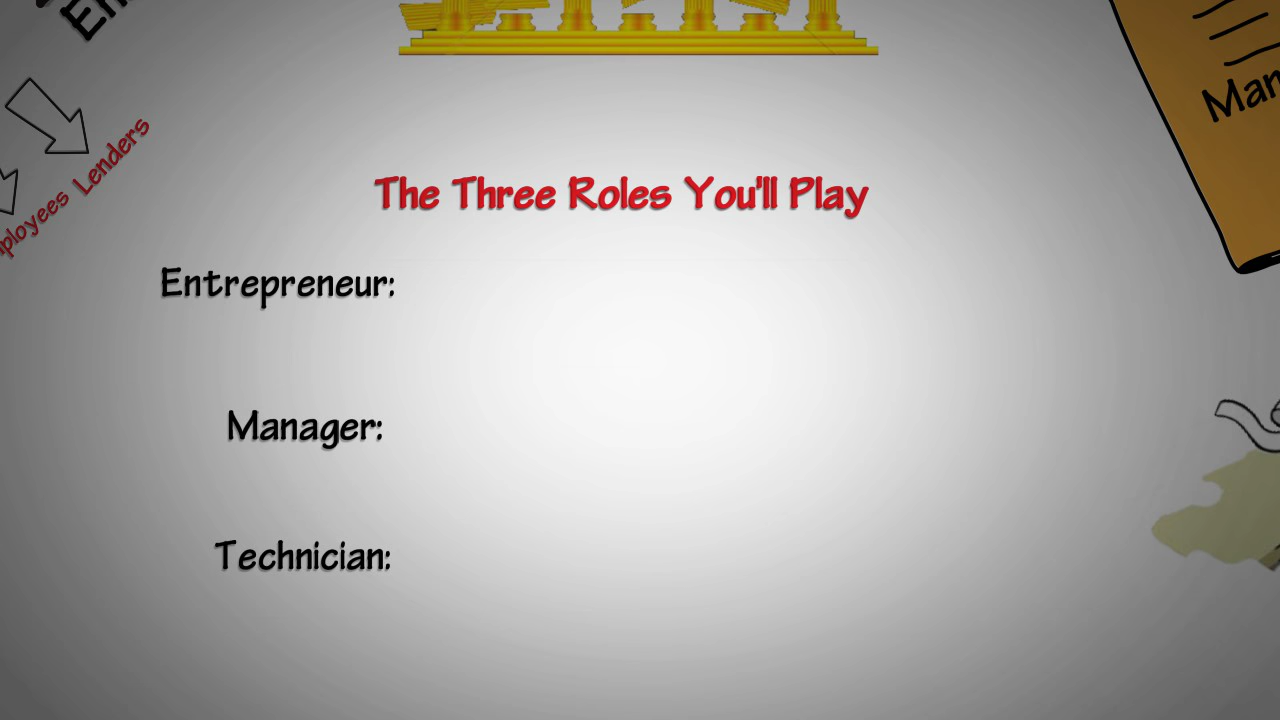 Lenders
The Three Roles You'll Play
Entrepreneur:
Manager:
Technician: